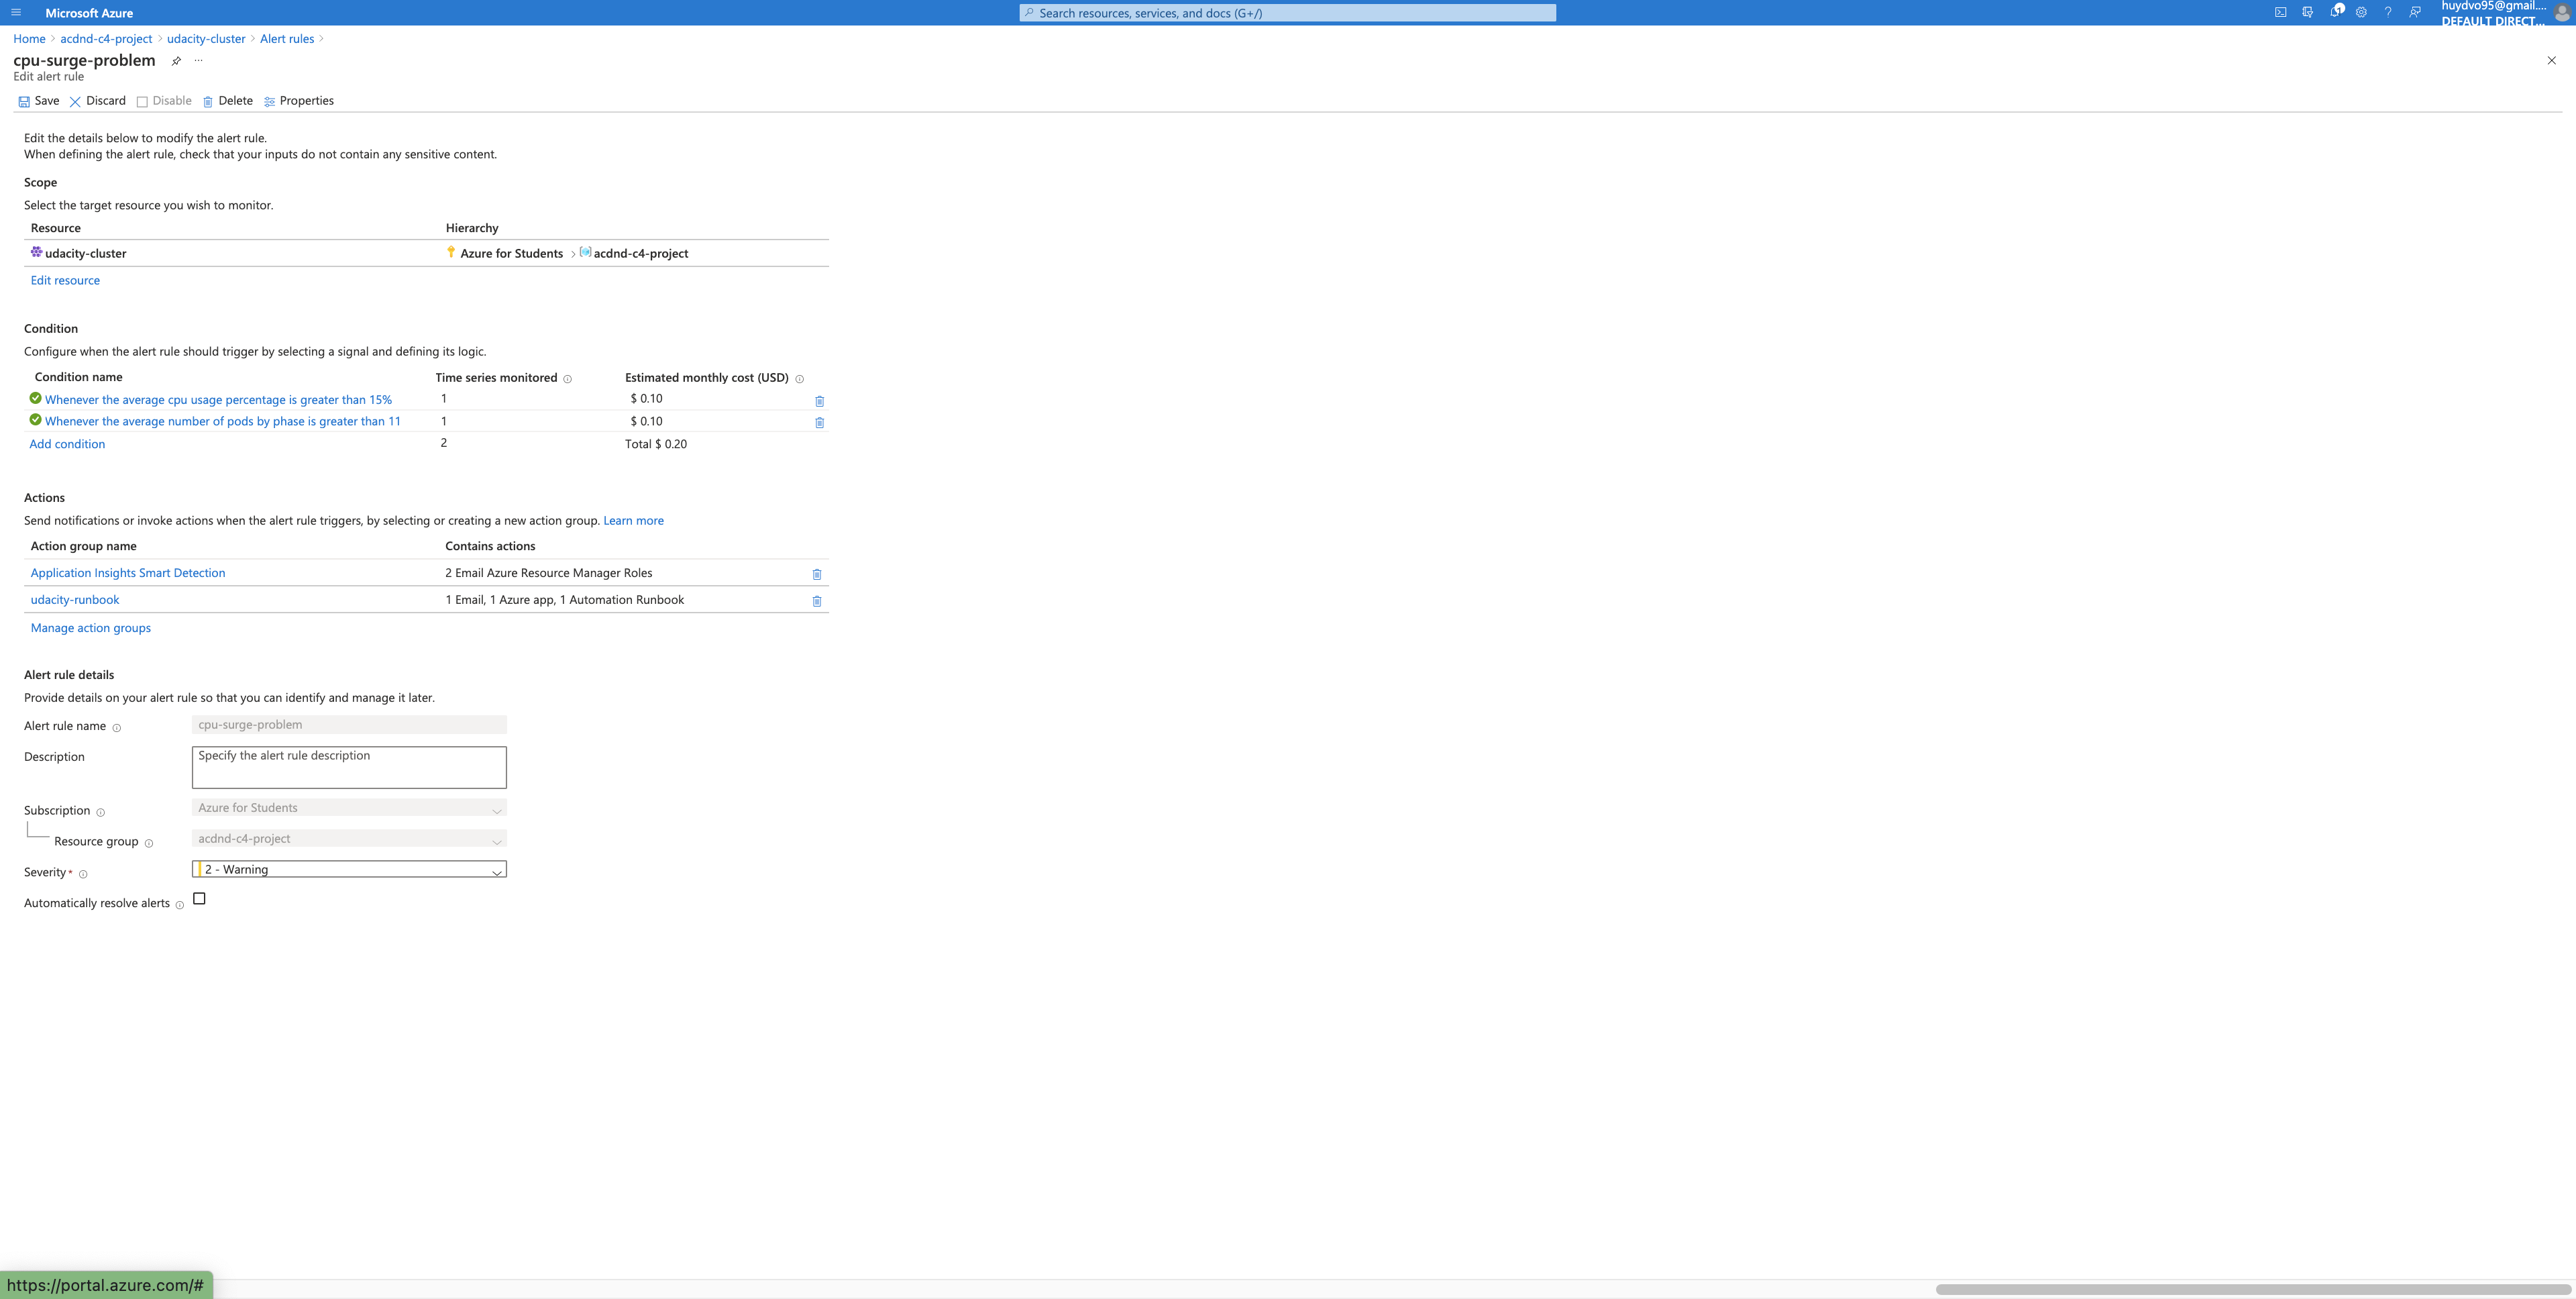 Microsoft Azure
Search resources, services, and docs (G+/)
1
huydvo95@gmail....
DEFAULT DIRECT...
Home > acdnd-c4-project > udacity-cluster > Alert rules >
cpu-surge-problem ...
Edit alert rule
Save Discard Disable Delete Properties
Edit the details below to modify the alert rule.
When defining the alert rule, check that your inputs do not contain any sensitive content.
Scope
Select the target resource you wish to monitor.
Resource Hierarchy
udacity-cluster Azure for Students > acdnd-c4-project
Edit resource
Condition
Configure when the alert rule should trigger by selecting a signal and defining its logic.
Condition name Time series monitored Estimated monthly cost (USD)
Whenever the average cpu usage percentage is greater than 15% 1 $ 0.10
Whenever the average number of pods by phase is greater than 11 1 $ 0.10
Add condition 2 Total $ 0.20
Actions
Send notifications or invoke actions when the alert rule triggers, by selecting or creating a new action group. Learn more
Action group name Contains actions
Application Insights Smart Detection 2 Email Azure Resource Manager Roles
udacity-runbook 1 Email, 1 Azure app, 1 Automation Runbook
Manage action groups
Alert rule details
Provide details on your alert rule so that you can identify and manage it later.
Alert rule name cpu-surge-problem
Description Specify the alert rule description
Subscription Azure for Students
Resource group acdnd-c4-project
Severity * 2 - Warning
Automatically resolve alerts
https://portal.azure.com/#